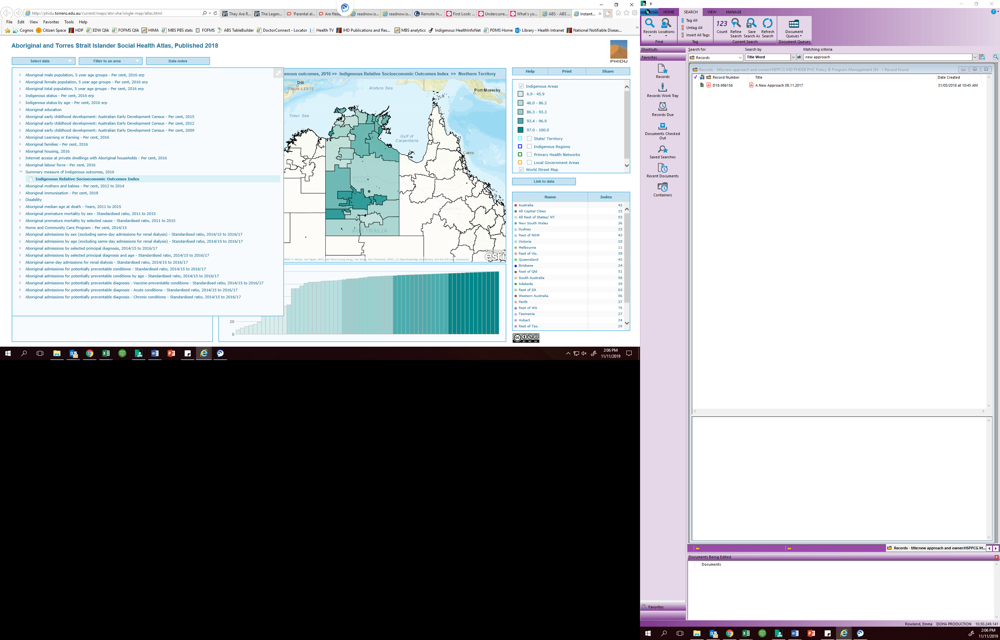 http://phidu.torrens.edu.au/current/maps/atsi-sha/single-map/atlas.html
They Are R...
The Legen...
'Parental al...
Are flexi
readnow.is...
readnow.is...
Remote In...
First Look: ...
Undercurre...
What's yo...
ABS - ABS ...
Instant...
File Edit View Favorites Tools Help
Cognos Citizen Space HDP EDW Qlik FOFMS Qlik HIMA MBS PBS stats FOFMS ABS TableBuilder DoctorConnect - Locator Health TV IHD Publications and Res... MBS analytics Indigenous HealthInfoNet PDMS Home Library - Health Intranet National Notifiable Diseas...
Aboriginal and Torres Strait Islander Social Health Atlas, Published 2018
PHIDU
Select data
Filter to an area
Data notes
Aboriginal male population, 5 year age groups - Per cent, 2016 erp
Aboriginal female population, 5 year age groups - Per cent, 2016 erp
Aboriginal total population, 5 year age groups - Per cent, 2016 erp
Indigenous status - Per cent, 2016 erp
Indigenous status by age - Per cent, 2016 erp
Aboriginal education
Aboriginal early childhood development: Australian Early Development Census - Per cent, 2015
Aboriginal early childhood development: Australian Early Development Census - Per cent, 2012
Aboriginal early childhood development: Australian Early Development Census - Per cent, 2009
Aboriginal Learning or Earning - Per cent, 2016
Aboriginal families - Per cent, 2016
Aboriginal housing, 2016
Internet access at private dwellings with Aboriginal households - Per cent, 2016
Aboriginal labour force - Per cent, 2016
Summary measure of Indigenous outcomes, 2016
Indigenous Relative Socioeconomic Outcomes Index
Aboriginal mothers and babies - Per cent, 2012 to 2014
Aboriginal immunisation - Per cent, 2018
Disability
Aboriginal median age at death - Years, 2011 to 2015
Aboriginal premature mortality by sex - Standardised ratio, 2011 to 2015
Aboriginal premature mortality by selected cause - Standardised ratio, 2011 to 2015
Home and Community Care Program - Per cent, 2014/15
Aboriginal admissions by sex (excluding same-day admissions for renal dialysis) - Standardised ratio, 2014/15 to 2016/17
Aboriginal admissions by age (excluding same-day admissions for renal dialysis) - Standardised ratio, 2014/15 to 2016/17
Aboriginal admissions by selected principal diagnosis, 2014/15 to 2016/17
Aboriginal admissions by selected principal diagnosis and age - Standardised ratio, 2014/15 to 2016/17
Aboriginal same-day admissions for renal dialysis - Standardised ratio, 2014/15 to 2016/17
Aboriginal admissions for potentially preventable conditions - Standardised ratio, 2014/15 to 2016/17
Aboriginal admissions for potentially preventable conditions by age - Standardised ratio, 2014/15 to 2016/17
Aboriginal admissions for potentially preventable diagnosis - Vaccine-preventable conditions - Standardised ratio, 2014/15 to 2016/17
Aboriginal admissions for potentially preventable diagnosis - Acute conditions - Standardised ratio, 2014/15 to 2016/17
Aboriginal admissions for potentially preventable diagnosis - Chronic conditions - Standardised ratio, 2014/15 to 2016/17
enous outcomes, 2016 >> Indigenous Relative Socioeconomic Outcomes Index >> Northern Territory
Dili
TIMOR-LESTE
Arafura Sea
Port Moresby
Timor Sea
Gulf of
Carpentaria
Cairns
Northern
Territory
AUSTRALIA
esri
MENT P, NRCan, Esri Japan, METI, Esri China (Hong Kong), Esri Korea, Esri (Thailand), NGCC, (c) OpenStreetMap contributors, and the GIS User Community
20
0
Help
Print
Share
Indigenous Areas
6.9 - 45.9
46.0 - 86.2
86.3 - 93.3
93.4 - 96.9
97.0 - 100.0
State/ Territory
Indigenous Regions
Primary Health Networks
Local Government Areas
World Street Map
Link to data
Name Index
Australia 43
All Capital Cities 25
All Rest of States/ NT 53
New South Wales 36
Sydney 23
Rest of NSW 43
Victoria 25
Melbourne 11
Rest of Vic. 39
Queensland 43
Brisbane 24
Rest of Qld 51
South Australia 50
Adelaide 39
Rest of SA 63
Western Australia 56
Perth 37
Rest of WA 70
Tasmania 27
Hobart 24
Rest of Tas. 29
CC BY NC SA
2:06 PM
11/11/2019
HOME SEARCH VIEW MANAGE
Records
Locations
Find
Tag All
Untag All
Invert All Tags
Tag
123
Count
Refine Search
Save Search As
Refresh Search
Current Search
Document Queues
Document Queues
Shortcuts
Favorites
Search for
Search by
Matching criteria
Records
Title Word
new approach
Records
Records Work Tray
Records Due
Documents Checked
Out
Saved Searches
Recent Documents
Containers
Records - title:new approach and owner:HSPPCG IHD PHDEB PHC Policy & Program Management SN - 1 Record found
Record Number Title Date Created
D18-986156 A New Approach 08.11.2017 31/05/2018 at 10:45 AM
Records - title:new approach and owner:HSPPCG IH...
Documents Being Edited
Documents
Favorites
Rowland, Emma DOHA PRODUCTION 10.50.249.141
2:06 PM
11/11/2019